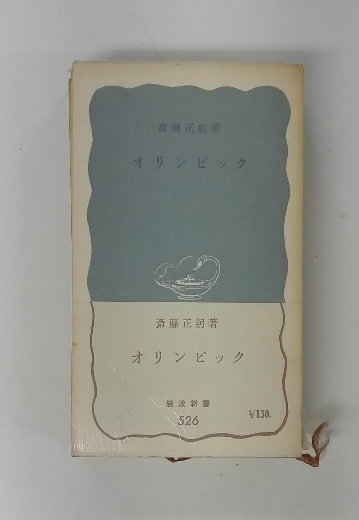 斎藤正躬著
オリンピック
斎藤正躬著
オリンピック
岩波新書
526
¥130.